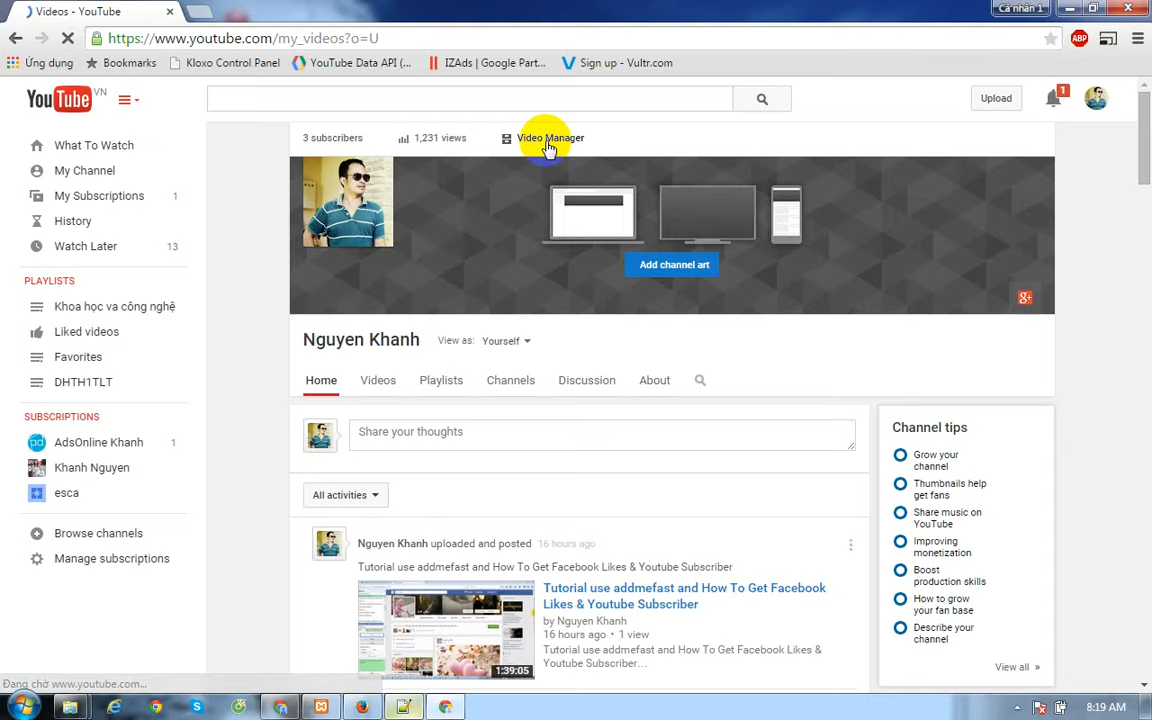 Videos - YouTube
Cá nhân 1
https://www.youtube.com/my_videos?o=U
ABP
Ứng dụng
Bookmarks
Kloxo Control Panel
YouTube Data API (...
IZAds | Google Part...
Sign up - Vultr.com
YouTube VN
Upload
1
3 subscribers
1,231 views
Video Manager
What To Watch
My Channel
My Subscriptions 1
History
Watch Later 13
PLAYLISTS
Khoa học va công nghệ
Liked videos
Favorites
DHTH1TLT
SUBSCRIPTIONS
AdsOnline Khanh 1
Khanh Nguyen
esca
Browse channels
Manage subscriptions
Add channel art
g+
Nguyen Khanh
View as: Yourself
Home
Videos
Playlists
Channels
Discussion
About
Share your thoughts
All activities
Nguyen Khanh uploaded and posted 16 hours ago
Tutorial use addmefast and How To Get Facebook Likes & Youtube Subscriber
Tutorial use addmefast and How To Get Facebook
Likes & Youtube Subscriber
by Nguyen Khanh
16 hours ago • 1 view
Tutorial use addmefast and How To Get Facebook Likes &
Youtube Subscriber...
1:39:05
Channel tips
Grow your
channel
Thumbnails help
get fans
Share music on
YouTube
Improving
monetization
Boost
production skills
How to grow
your fan base
Describe your
channel
View all »
Đang chờ www.youtube.com...
8:19 AM